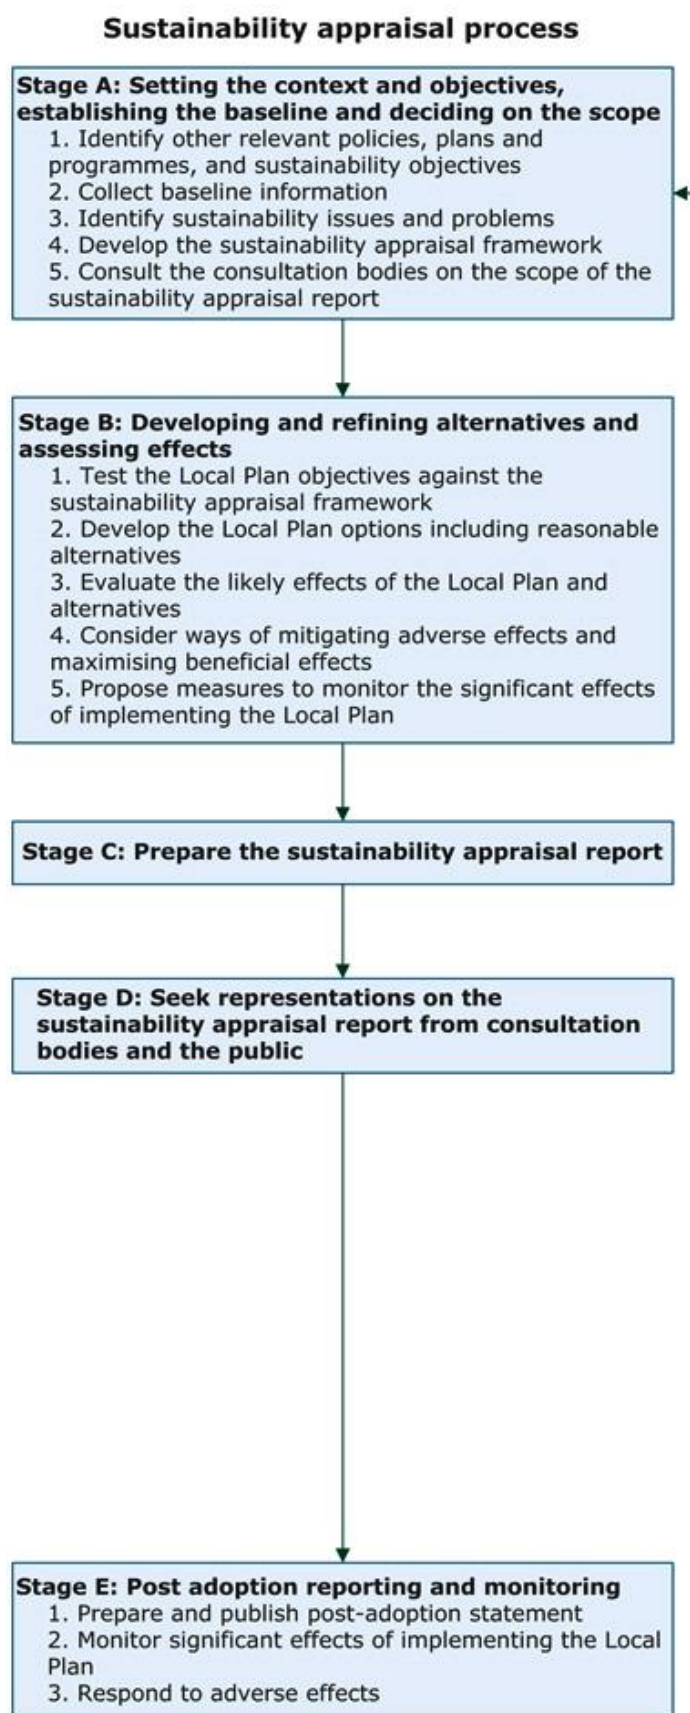 Sustainability appraisal process
Stage A: Setting the context and objectives,
establishing the baseline and deciding on the scope
1. Identify other relevant policies, plans and
programmes, and sustainability objectives
2. Collect baseline information
3. Identify sustainability issues and problems
4. Develop the sustainability appraisal framework
5. Consult the consultation bodies on the scope of the
sustainability appraisal report
Stage B: Developing and refining alternatives and
assessing effects
1. Test the Local Plan objectives against the
sustainability appraisal framework
2. Develop the Local Plan options including reasonable
alternatives
3. Evaluate the likely effects of the Local Plan and
alternatives
4. Consider ways of mitigating adverse effects and
maximising beneficial effects
5. Propose measures to monitor the significant effects
of implementing the Local Plan
Stage C: Prepare the sustainability appraisal report
Stage D: Seek representations on the
sustainability appraisal report from consultation
bodies and the public
Stage E: Post adoption reporting and monitoring
1. Prepare and publish post-adoption statement
2. Monitor significant effects of implementing the Local
Plan
3. Respond to adverse effects